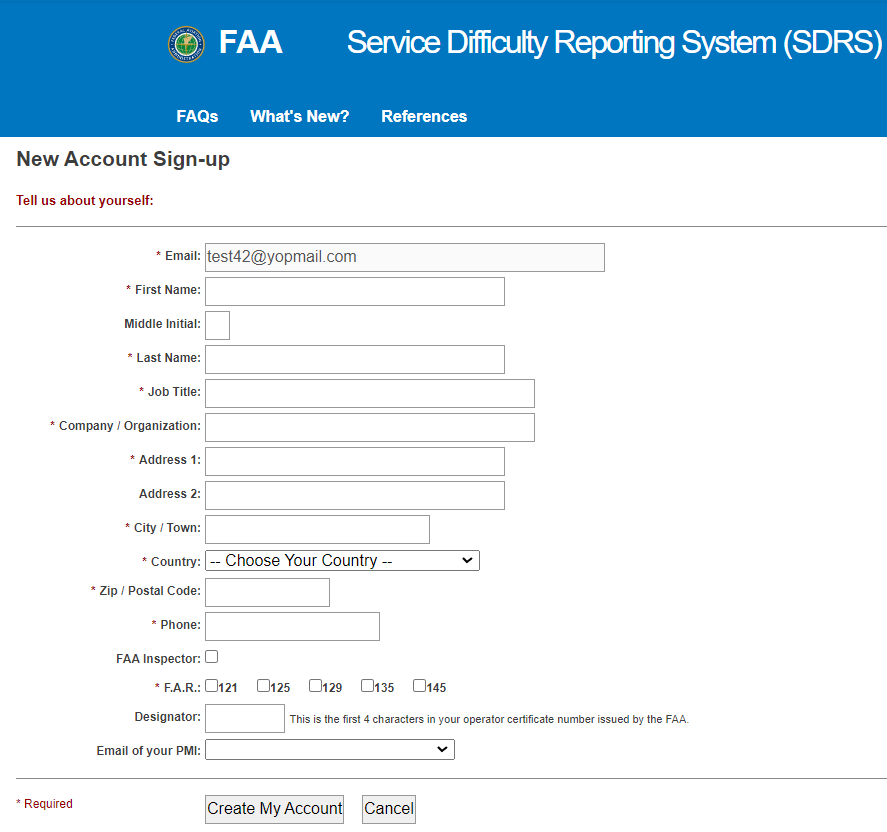 FAA Service Difficulty Reporting System (SDRS)
FAQs What's New? References
New Account Sign-up
Tell us about yourself:
* Email: test42@yopmail.com
* First Name:
Middle Initial:
* Last Name:
* Job Title:
* Company / Organization:
* Address 1:
Address 2:
* City / Town:
* Country: -- Choose Your Country --
* Zip / Postal Code:
* Phone:
FAA Inspector:
* F.A.R.: 121 125 129 135 145
Designator: This is the first 4 characters in your operator certificate number issued by the FAA.
Email of your PMI:
* Required Create My Account Cancel